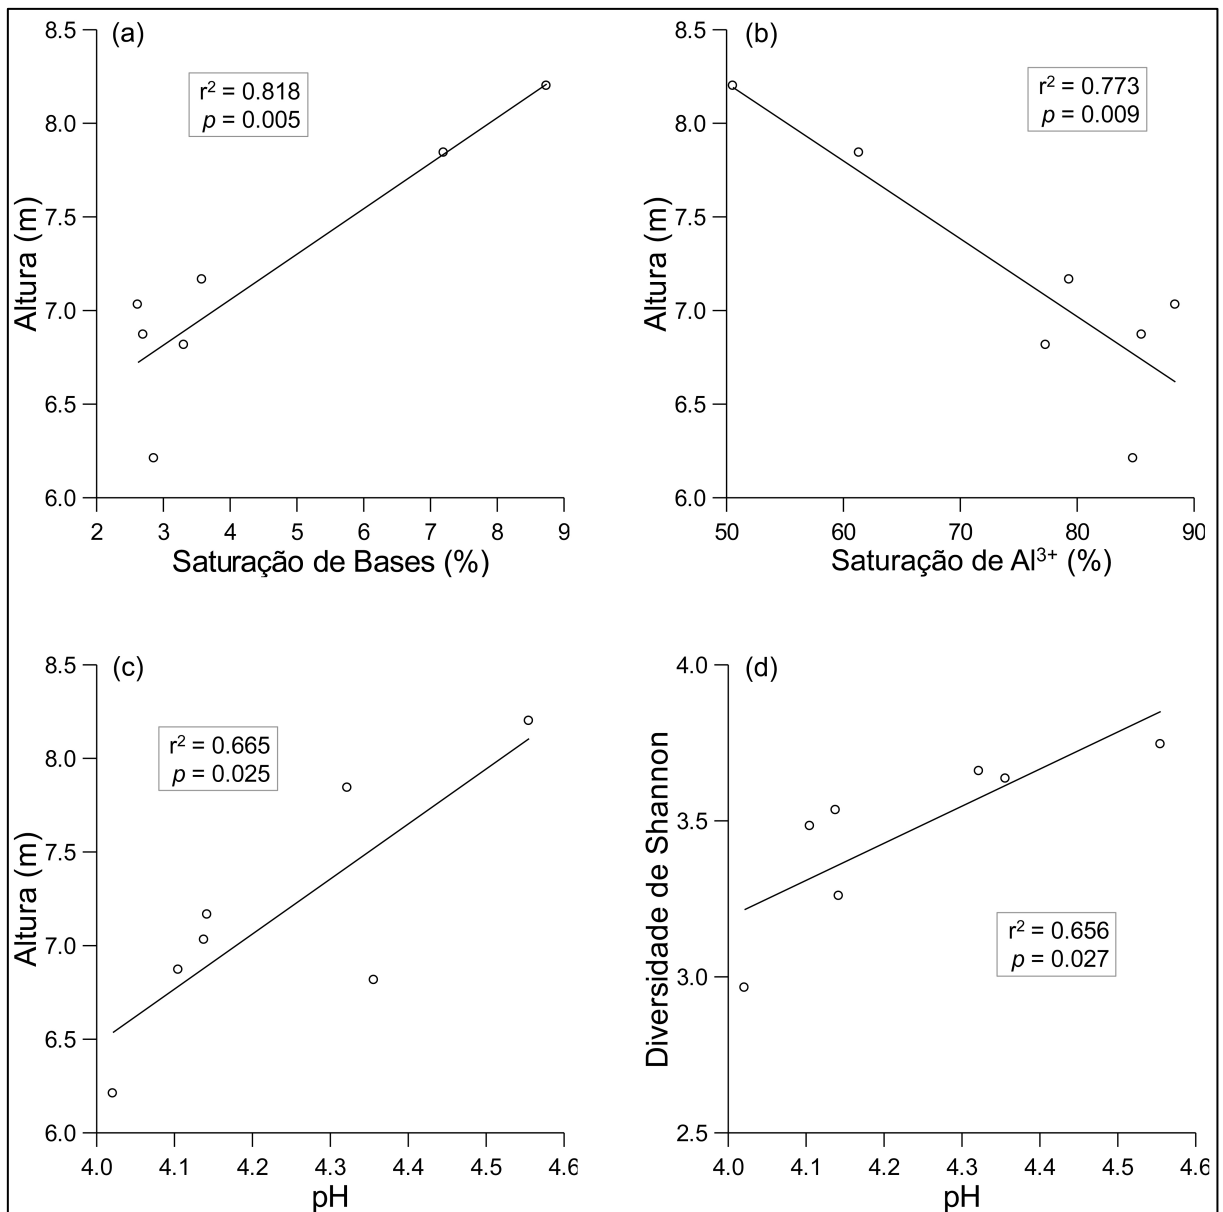 (a)
r² = 0.818
p = 0.005
8.5
8.0
7.5
7.0
6.5
6.0
Altura (m)
2 3 4 5 6 7 8 9
Saturação de Bases (%)
(b)
r² = 0.773
p = 0.009
8.5
8.0
7.5
7.0
6.5
6.0
Altura (m)
50 60 70 80 90
Saturação de Al³⁺ (%)
(c)
r² = 0.665
p = 0.025
8.5
8.0
7.5
7.0
6.5
6.0
Altura (m)
4.0 4.1 4.2 4.3 4.4 4.5 4.6
pH
(d)
r² = 0.656
p = 0.027
4.0
3.5
3.0
2.5
Diversidade de Shannon
4.0 4.1 4.2 4.3 4.4 4.5 4.6
pH